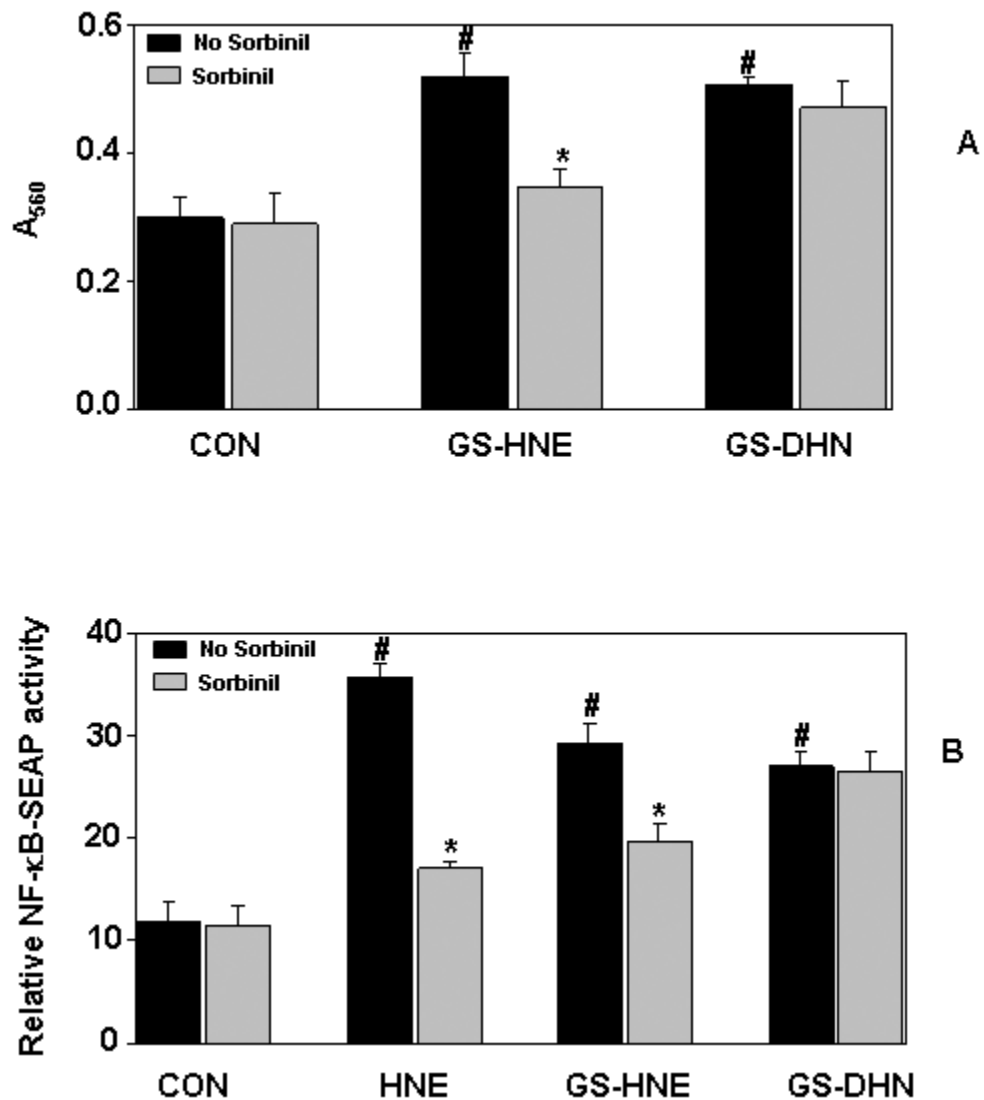 0.6
No Sorbinil
Sorbinil
#
#
*
0.4
0.2
0.0
A₅₆₀
A
CON GS-HNE GS-DHN
40
No Sorbinil
Sorbinil
#
#
#
*
*
30
20
10
0
Relative NF-κB-SEAP activity
B
CON HNE GS-HNE GS-DHN